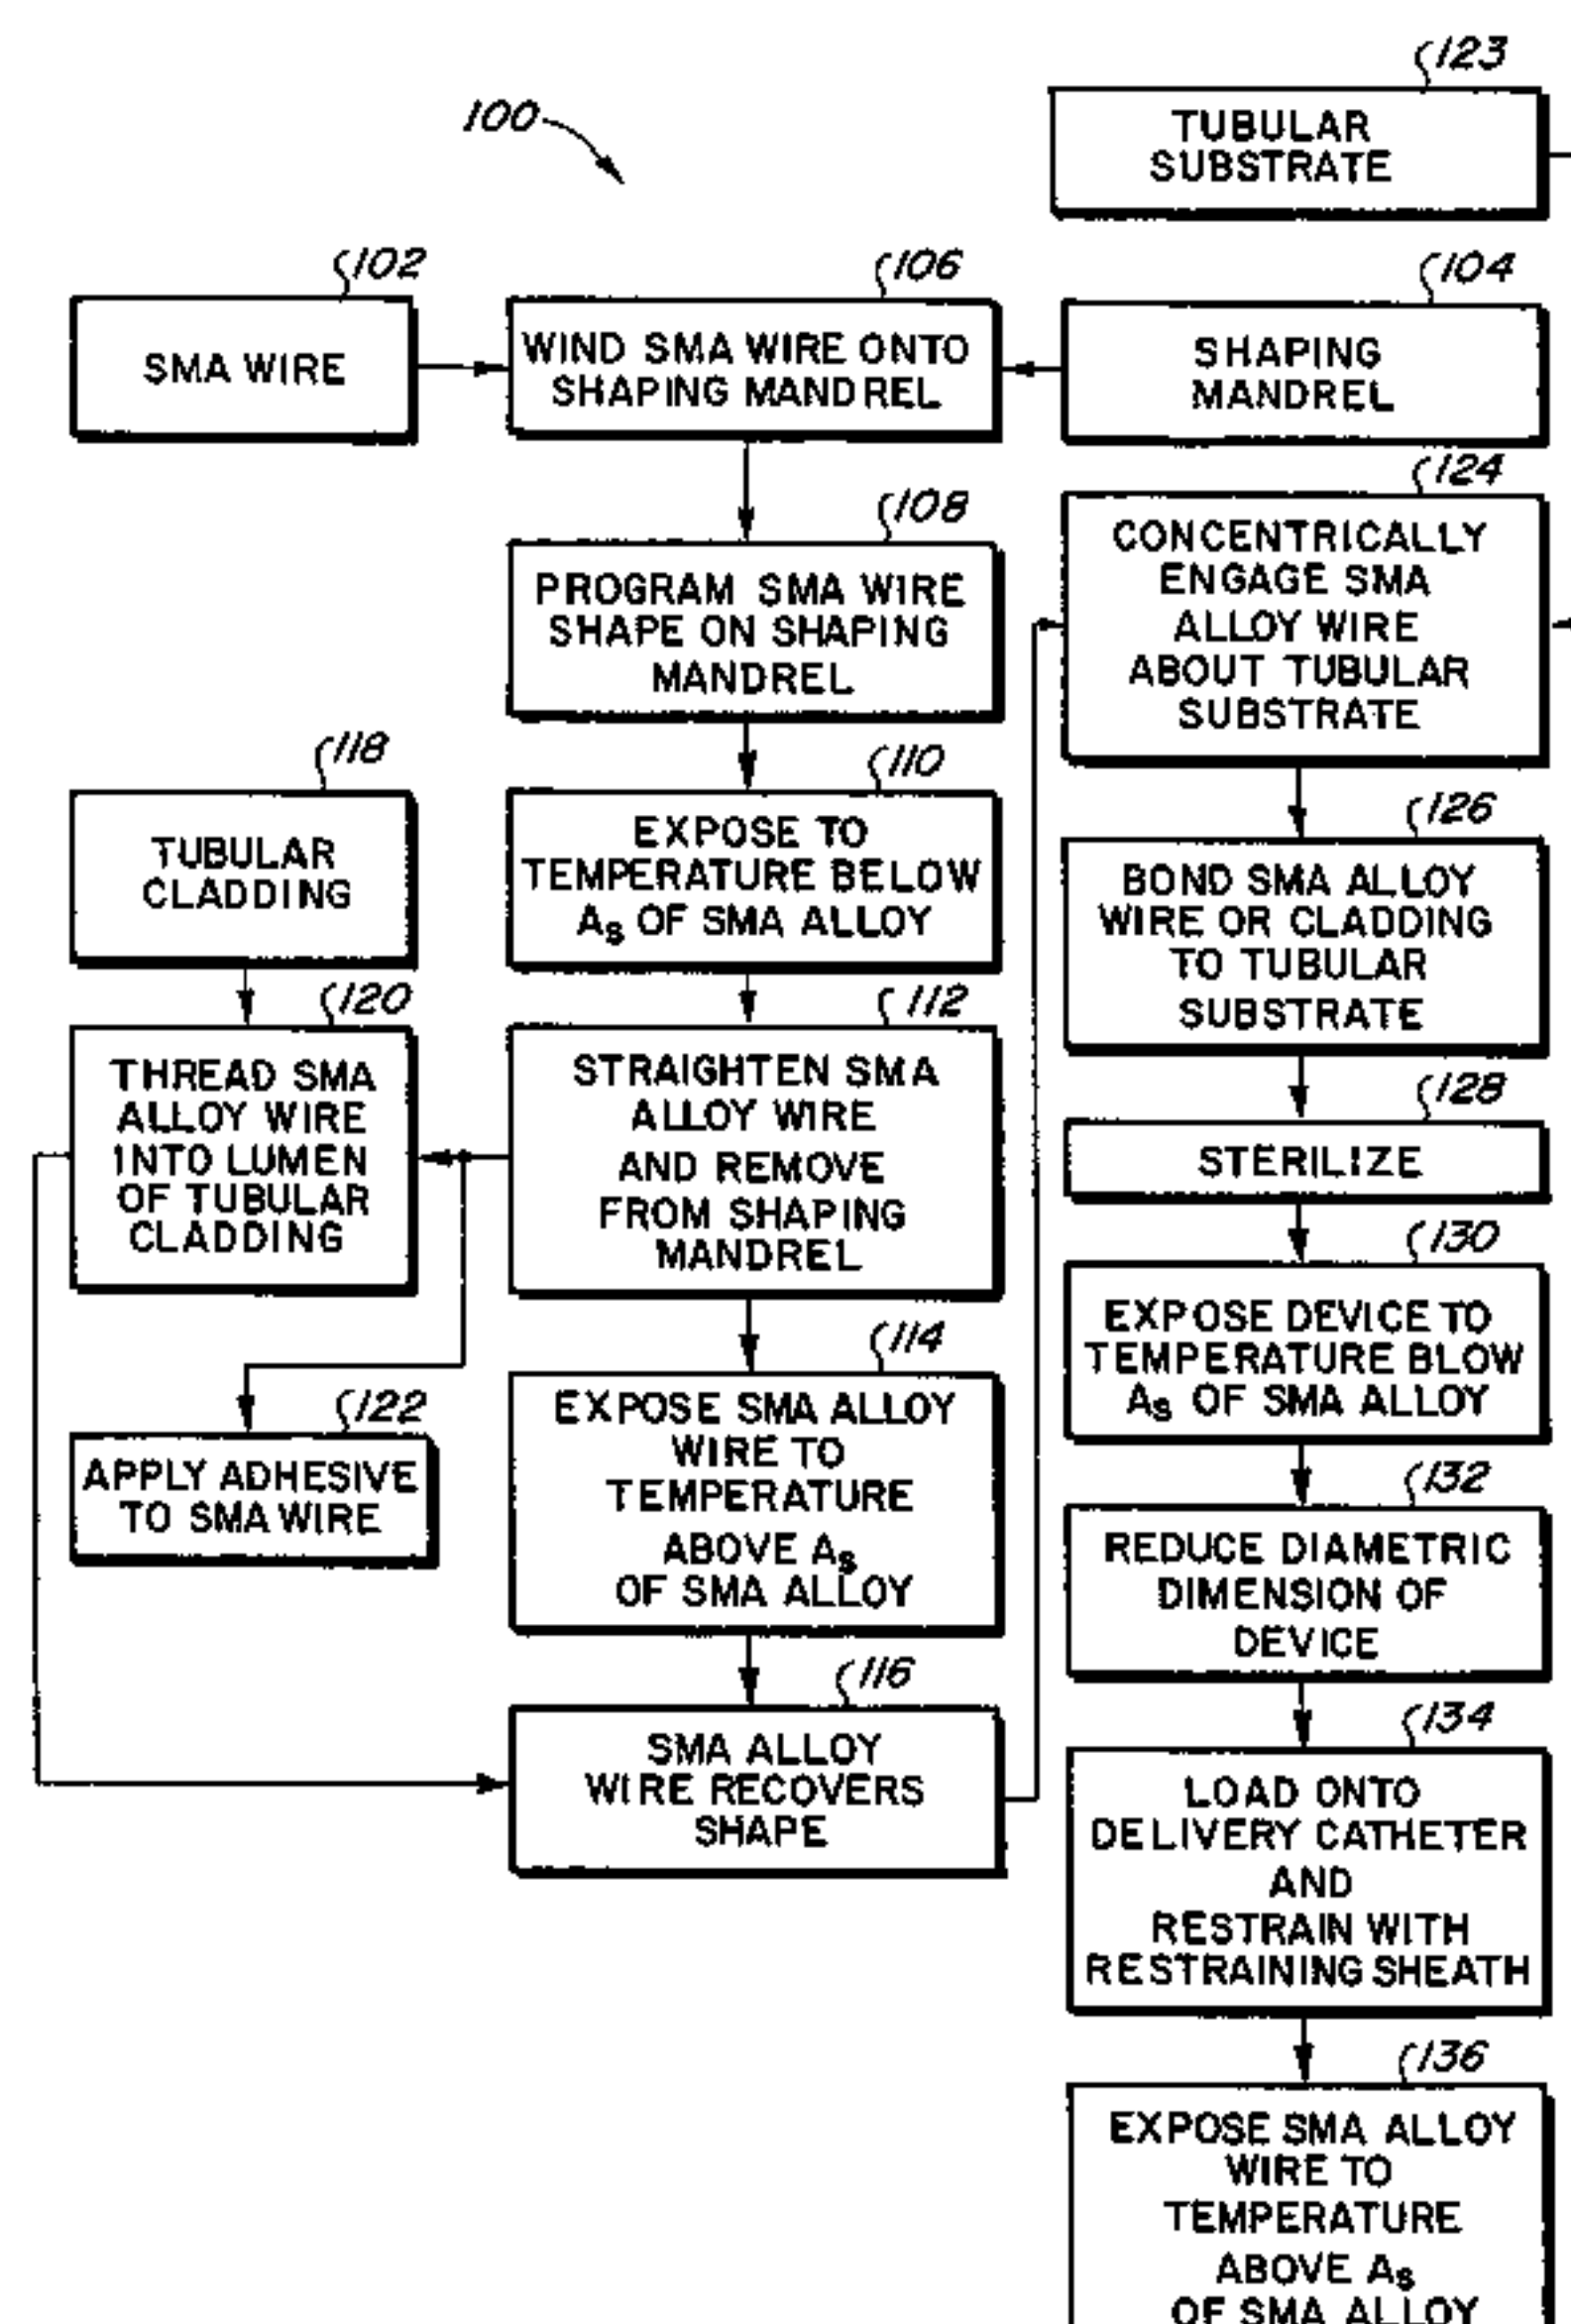 100
123
TUBULAR
SUBSTRATE
102
SMA WIRE
106
WIND SMA WIRE ONTO
SHAPING MANDREL
104
SHAPING
MANDREL
108
PROGRAM SMA WIRE
SHAPE ON SHAPING
MANDREL
110
EXPOSE TO
TEMPERATURE BELOW
As OF SMA ALLOY
118
TUBULAR
CLADDING
120
THREAD SMA
ALLOY WIRE
INTO LUMEN
OF TUBULAR
CLADDING
112
STRAIGHTEN SMA
ALLOY WIRE
AND REMOVE
FROM SHAPING
MANDREL
122
APPLY ADHESIVE
TO SMA WIRE
114
EXPOSE SMA ALLOY
WIRE TO
TEMPERATURE
ABOVE As
OF SMA ALLOY
116
SMA ALLOY
WIRE RECOVERS
SHAPE
124
CONCENTRICALLY
ENGAGE SMA
ALLOY WIRE
ABOUT TUBULAR
SUBSTRATE
126
BOND SMA ALLOY
WIRE OR CLADDING
TO TUBULAR
SUBSTRATE
128
STERILIZE
130
EXPOSE DEVICE TO
TEMPERATURE BLOW
As OF SMA ALLOY
132
REDUCE DIAMETRIC
DIMENSION OF
DEVICE
134
LOAD ONTO
DELIVERY CATHETER
AND
RESTRAIN WITH
RESTRAINING SHEATH
136
EXPOSE SMA ALLOY
WIRE TO
TEMPERATURE
ABOVE As
OF SMA ALLOY